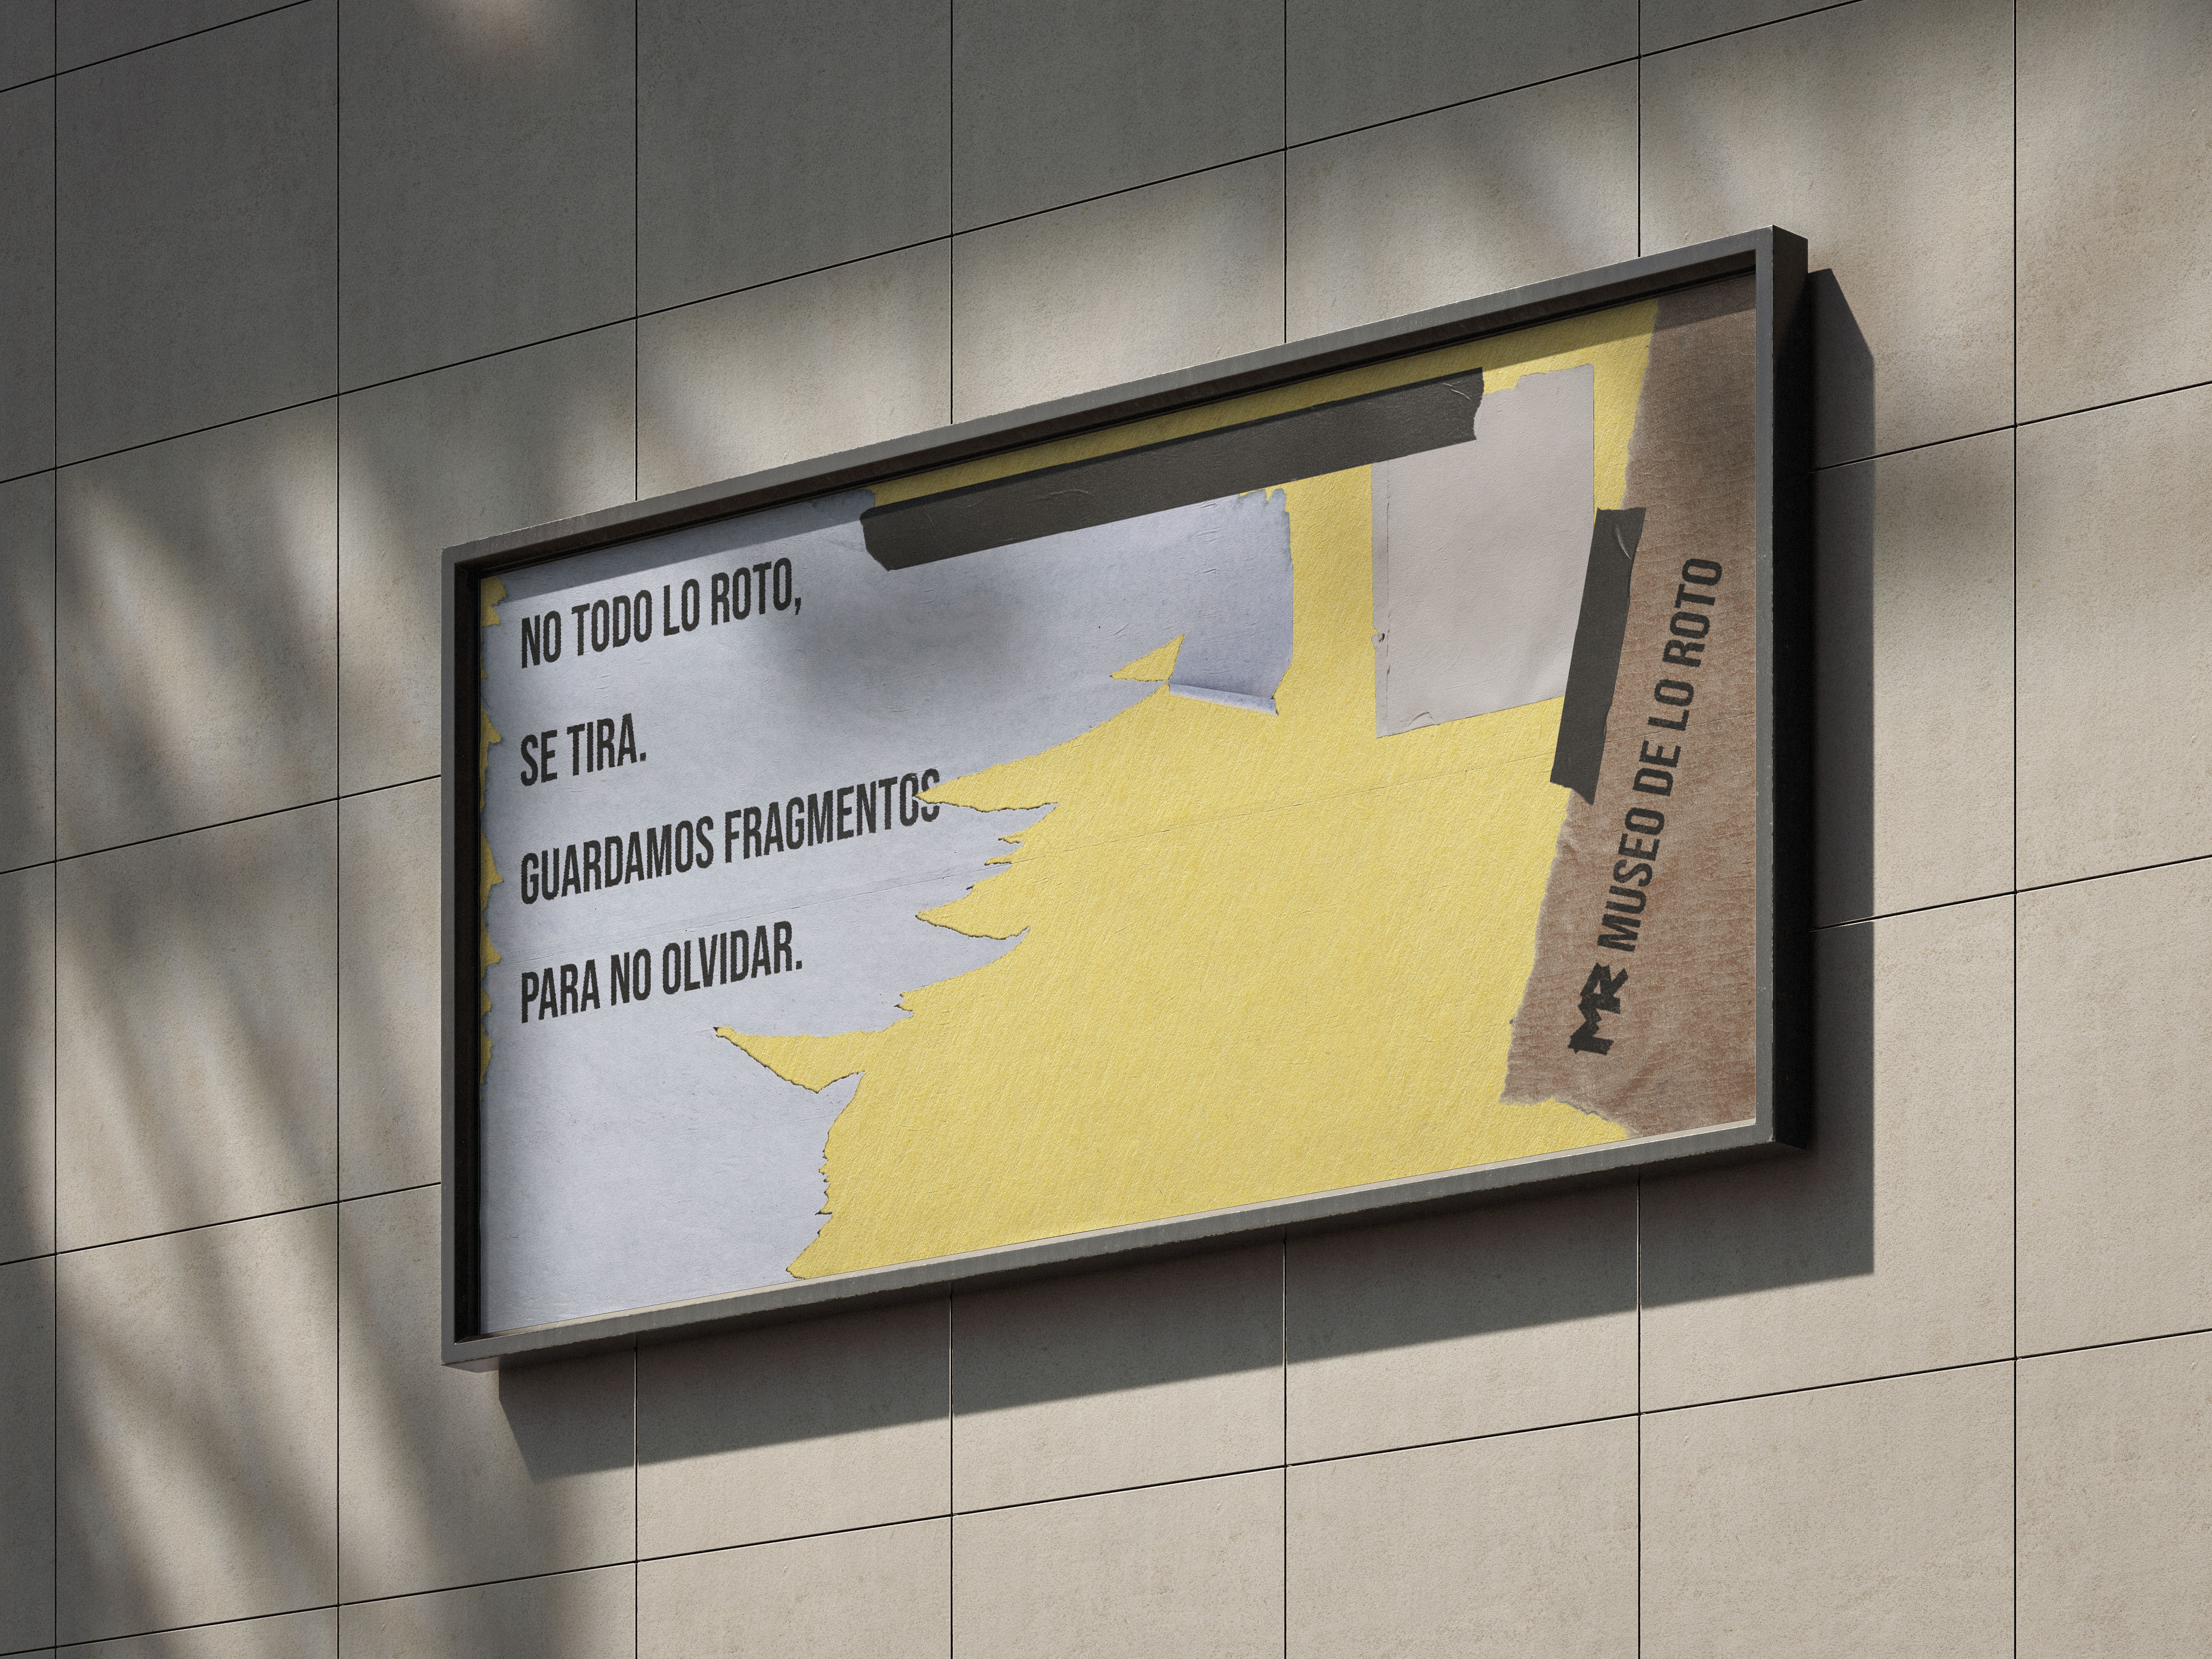 NO TODO LO ROTO,
SE TIRA.
GUARDAMOS FRAGMENTOS
PARA NO OLVIDAR.
MR MUSEO DE LO ROTO